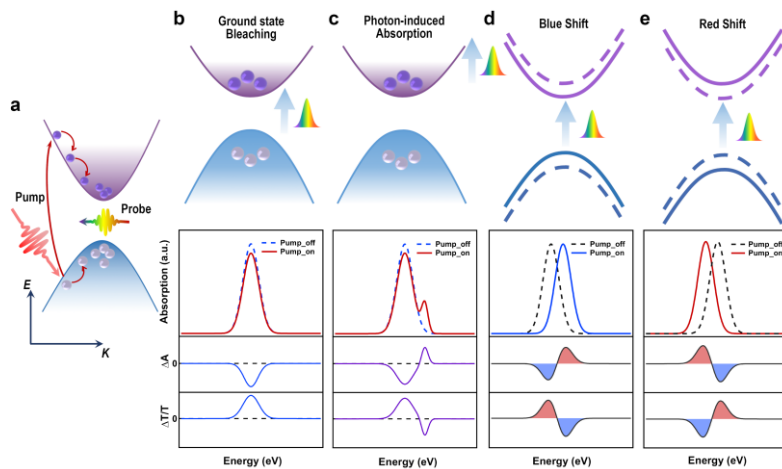 a
Pump
Probe
E
K
b
Ground state
Bleaching
c
Photon-induced
Absorption
d
Blue Shift
e
Red Shift
Absorption (a.u.)
Pump_off
Pump_on
Pump_off
Pump_on
Pump_off
Pump_on
Pump_off
Pump_on
ΔA
0
ΔT/T
0
Energy (eV)
Energy (eV)
Energy (eV)
Energy (eV)